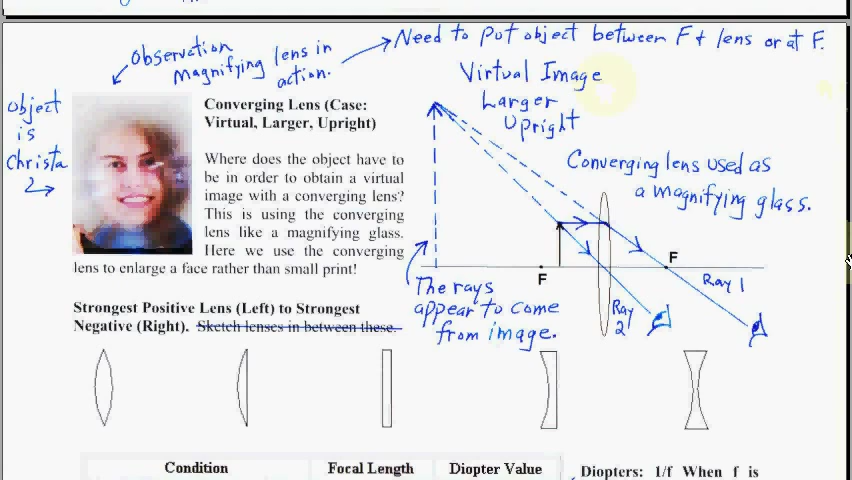 Observation
Magnifying lens in
action.
Need to put object between F & lens or at F.
Object
is
Christa
Converging Lens (Case:
Virtual, Larger, Upright)
Where does the object have to
be in order to obtain a virtual
image with a converging lens?
This is using the converging
lens like a magnifying glass.
Here we use the converging
lens to enlarge a face rather than small print!
Virtual Image
Larger
Upright
Converging lens used as
a magnifying glass.
F
F
Ray 1
Ray
2
The rays
appear to come
from image.
Strongest Positive Lens (Left) to Strongest
Negative (Right). Sketch lenses in between these.
Condition Focal Length Diopter Value
Diopters: 1/f When f is